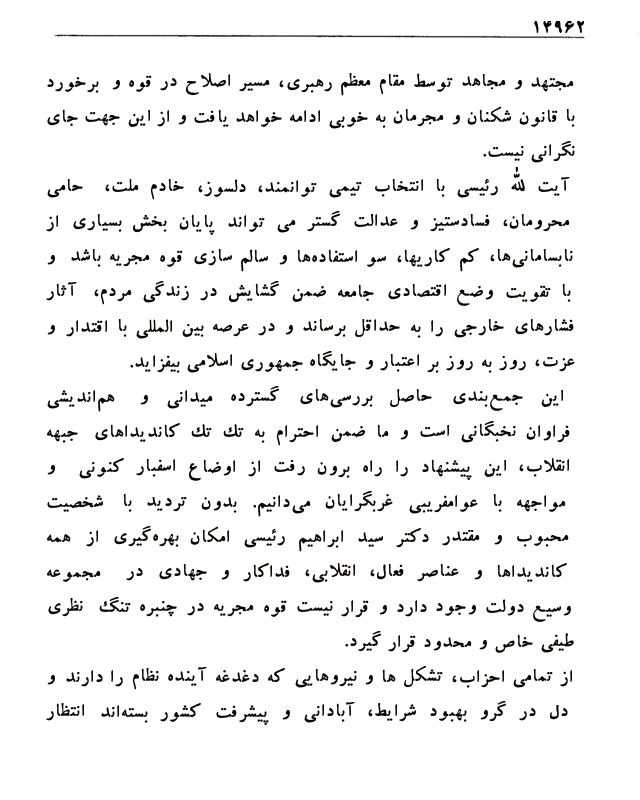 ۱۴۹۶۲
مجتهد و مجاهد توسط مقام معظم رهبری، مسیر اصلاح در قوه و برخورد
با قانون شکنان و مجرمان به خوبی ادامه خواهد یافت و از این جهت جای
نگرانی نیست.
آیت لله رئیسی با انتخاب تیمی توانمند، دلسوز، خادم ملت، حامی
محرومان، فسادستیز و عدالت گستر می تواند پایان بخش بسیاری از
نابسامانی‌ها، کم کاریها، سو استفاده‌ها و سالم سازی قوه مجریه باشد و
با تقویت وضع اقتصادی جامعه ضمن گشایش در زندگی مردم، آثار
فشارهای خارجی را به حداقل برساند و در عرصه بین المللی با اقتدار و
عزت، روز به روز بر اعتبار و جایگاه جمهوری اسلامی بیفزاید.
این جمع‌بندی حاصل بررسی‌های گسترده میدانی و هم‌اندیشی
فراوان نخبگانی است و ما ضمن احترام به تك تك کاندیداهای جبهه
انقلاب، این پیشنهاد را راه برون رفت از اوضاع اسفبار کنونی و
مواجهه با عوامفریبی غربگرایان می‌دانیم. بدون تردید با شخصیت
محبوب و مقتدر دکتر سید ابراهیم رئیسی امکان بهره‌گیری از همه
کاندیداها و عناصر فعال، انقلابی، فداکار و جهادی در مجموعه
وسیع دولت وجود دارد و قرار نیست قوه مجریه در چنبره تنگ نظری
طیفی خاص و محدود قرار گیرد.
از تمامی احزاب، تشکل ها و نیروهایی که دغدغه آینده نظام را دارند و
دل در گرو بهبود شرایط، آبادانی و پیشرفت کشور بسته‌اند انتظار